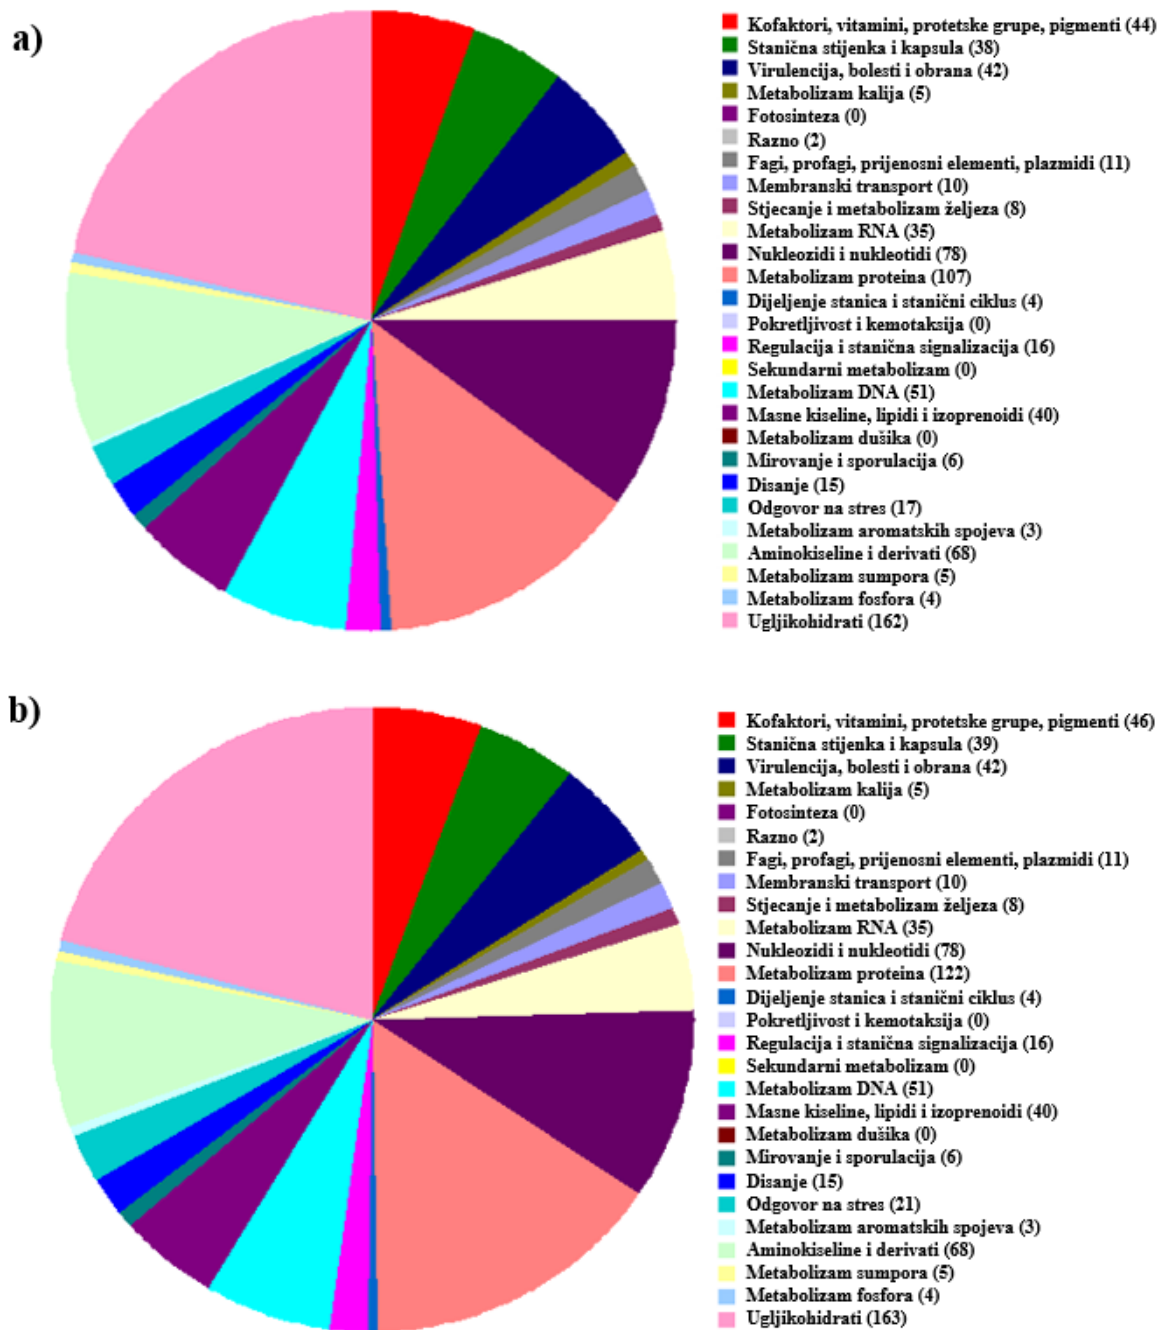 a)
Kofaktori, vitamini, protetske grupe, pigmenti (44)
Stanična stijenka i kapsula (38)
Virulencija, bolesti i obrana (42)
Metabolizam kalija (5)
Fotosinteza (0)
Razno (2)
Fagi, profagi, prijenosni elementi, plazmidi (11)
Membranski transport (10)
Stjecanje i metabolizam željeza (8)
Metabolizam RNA (35)
Nukleozidi i nukleotidi (78)
Metabolizam proteina (107)
Dijeljenje stanica i stanični ciklus (4)
Pokretljivost i kemotaksija (0)
Regulacija i stanična signalizacija (16)
Sekundarni metabolizam (0)
Metabolizam DNA (51)
Masne kiseline, lipidi i izoprenoidi (40)
Metabolizam dušika (0)
Mirovanje i sporulacija (6)
Disanje (15)
Odgovor na stres (17)
Metabolizam aromatskih spojeva (3)
Aminokiseline i derivati (68)
Metabolizam sumpora (5)
Metabolizam fosfora (4)
Ugljikohidrati (162)
b)
Kofaktori, vitamini, protetske grupe, pigmenti (46)
Stanična stijenka i kapsula (39)
Virulencija, bolesti i obrana (42)
Metabolizam kalija (5)
Fotosinteza (0)
Razno (2)
Fagi, profagi, prijenosni elementi, plazmidi (11)
Membranski transport (10)
Stjecanje i metabolizam željeza (8)
Metabolizam RNA (35)
Nukleozidi i nukleotidi (78)
Metabolizam proteina (122)
Dijeljenje stanica i stanični ciklus (4)
Pokretljivost i kemotaksija (0)
Regulacija i stanična signalizacija (16)
Sekundarni metabolizam (0)
Metabolizam DNA (51)
Masne kiseline, lipidi i izoprenoidi (40)
Metabolizam dušika (0)
Mirovanje i sporulacija (6)
Disanje (15)
Odgovor na stres (21)
Metabolizam aromatskih spojeva (3)
Aminokiseline i derivati (68)
Metabolizam sumpora (5)
Metabolizam fosfora (4)
Ugljikohidrati (163)